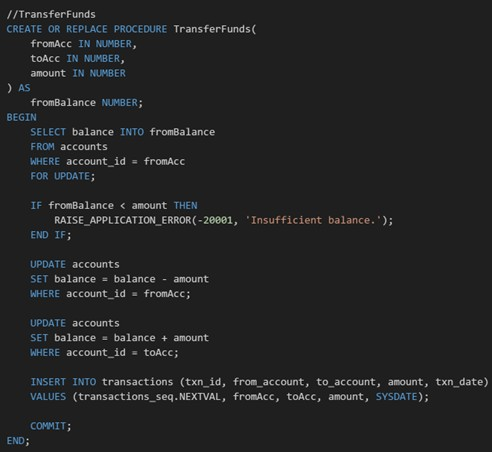 //TransferFunds
CREATE OR REPLACE PROCEDURE TransferFunds(
    fromAcc IN NUMBER,
    toAcc IN NUMBER,
    amount IN NUMBER
) AS
    fromBalance NUMBER;
BEGIN
    SELECT balance INTO fromBalance
    FROM accounts
    WHERE account_id = fromAcc
    FOR UPDATE;

    IF fromBalance < amount THEN
        RAISE_APPLICATION_ERROR(-20001, 'Insufficient balance.');
    END IF;

    UPDATE accounts
    SET balance = balance - amount
    WHERE account_id = fromAcc;

    UPDATE accounts
    SET balance = balance + amount
    WHERE account_id = toAcc;

    INSERT INTO transactions (txn_id, from_account, to_account, amount, txn_date)
    VALUES (transactions_seq.NEXTVAL, fromAcc, toAcc, amount, SYSDATE);

    COMMIT;
END;